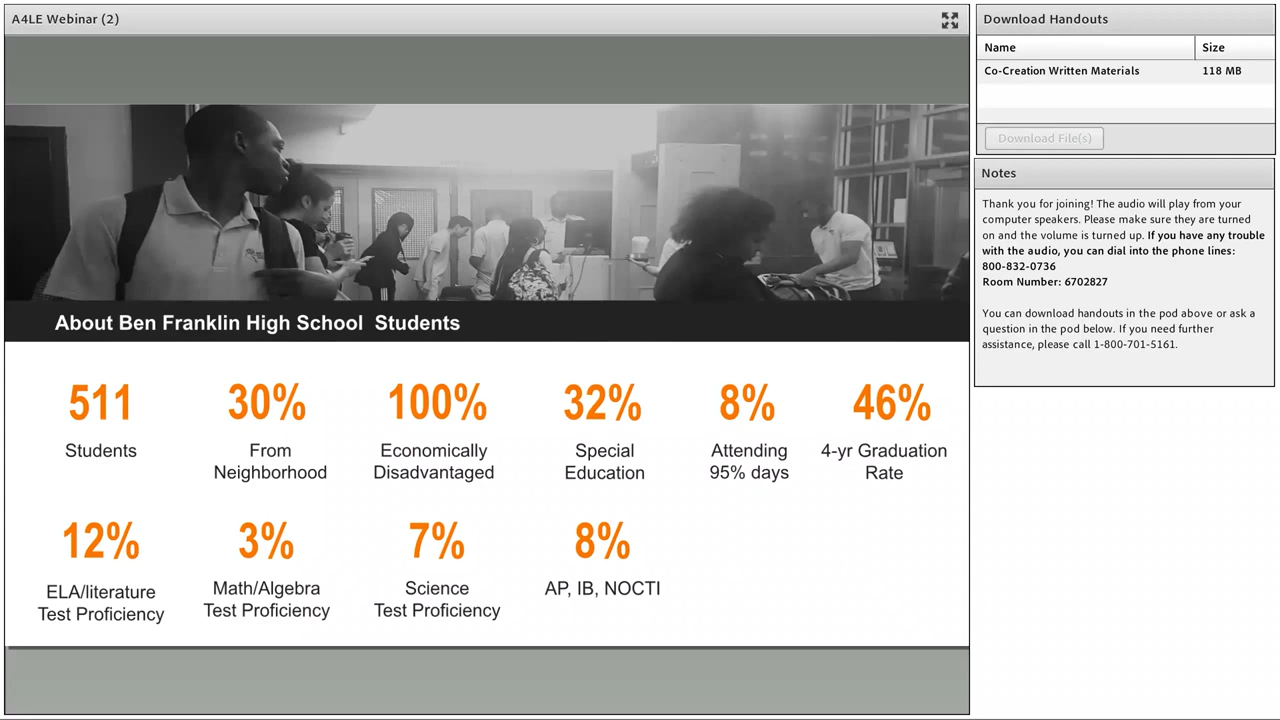 A4LE Webinar (2)
About Ben Franklin High School  Students
511
30%
100%
32%
8%
46%
Students
From
Neighborhood
Economically
Disadvantaged
Special
Education
Attending
95% days
4-yr Graduation
Rate
12%
3%
7%
8%
ELA/literature
Test Proficiency
Math/Algebra
Test Proficiency
Science
Test Proficiency
AP, IB, NOCTI
Download Handouts
Name Size
Co-Creation Written Materials 118 MB
Download File(s)
Notes
Thank you for joining! The audio will play from your
computer speakers. Please make sure they are turned
on and the volume is turned up. If you have any trouble
with the audio, you can dial into the phone lines:
800-832-0736
Room Number: 6702827
You can download handouts in the pod above or ask a
question in the pod below. If you need further
assistance, please call 1-800-701-5161.